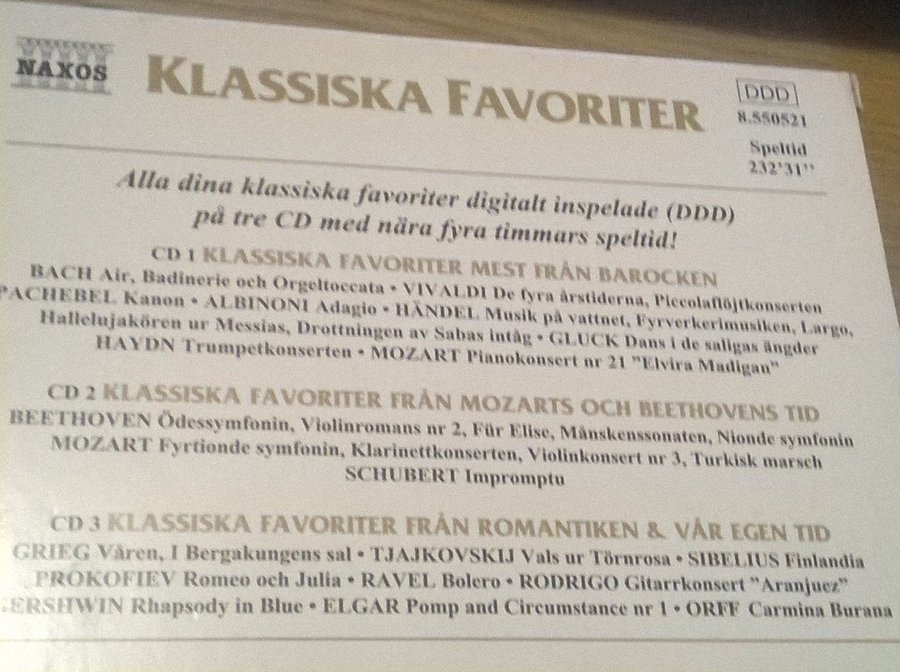 NAXOS
KLASSISKA FAVORITER
DDD
8.550521
Speltid
232'31"
Alla dina klassiska favoriter digitalt inspelade (DDD)
på tre CD med nära fyra timmars speltid!
CD 1 KLASSISKA FAVORITER MEST FRÅN BAROCKEN
BACH Air, Badinerie och Orgeltoccata • VIVALDI De fyra årstiderna, Piccolaflöjtkonserten
PACHEBEL Kanon • ALBINONI Adagio • HÄNDEL Musik på vattnet, Fyrverkerimusiken, Largo,
Hallelujakören ur Messias, Drottningen av Sabas intåg • GLUCK Dans i de saligas ängder
HAYDN Trumpetkonserten • MOZART Pianokonsert nr 21 "Elvira Madigan"
CD 2 KLASSISKA FAVORITER FRÅN MOZARTS OCH BEETHOVENS TID
BEETHOVEN Ödessymfonin, Violinromans nr 2, Für Elise, Månskenssonaten, Nionde symfonin
MOZART Fyrtionde symfonin, Klarinettkonserten, Violinkonsert nr 3, Turkisk marsch
SCHUBERT Impromptu
CD 3 KLASSISKA FAVORITER FRÅN ROMANTIKEN & VÅR EGEN TID
GRIEG Våren, I Bergakungens sal • TJAJKOVSKIJ Vals ur Törnrosa • SIBELIUS Finlandia
PROKOFIEV Romeo och Julia • RAVEL Bolero • RODRIGO Gitarrkonsert "Aranjuez"
GERSHWIN Rhapsody in Blue • ELGAR Pomp and Circumstance nr 1 • ORFF Carmina Burana